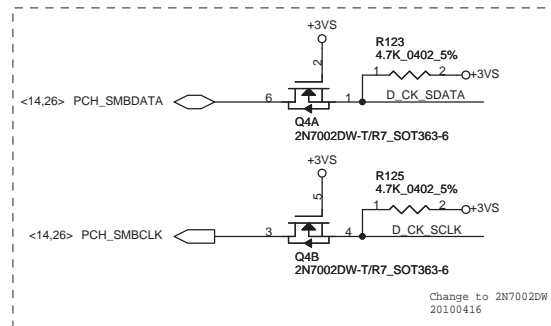 +3VS
R123
4.7K_0402_5%
2
1 2 +3VS
<14,26> PCH_SMBDATA 6 1 D_CK_SDATA
Q4A
2N7002DW-T/R7_SOT363-6
+3VS
R125
4.7K_0402_5%
5
1 2 +3VS
<14,26> PCH_SMBCLK 3 4 D_CK_SCLK
Q4B
2N7002DW-T/R7_SOT363-6
Change to 2N7002DW
20100416